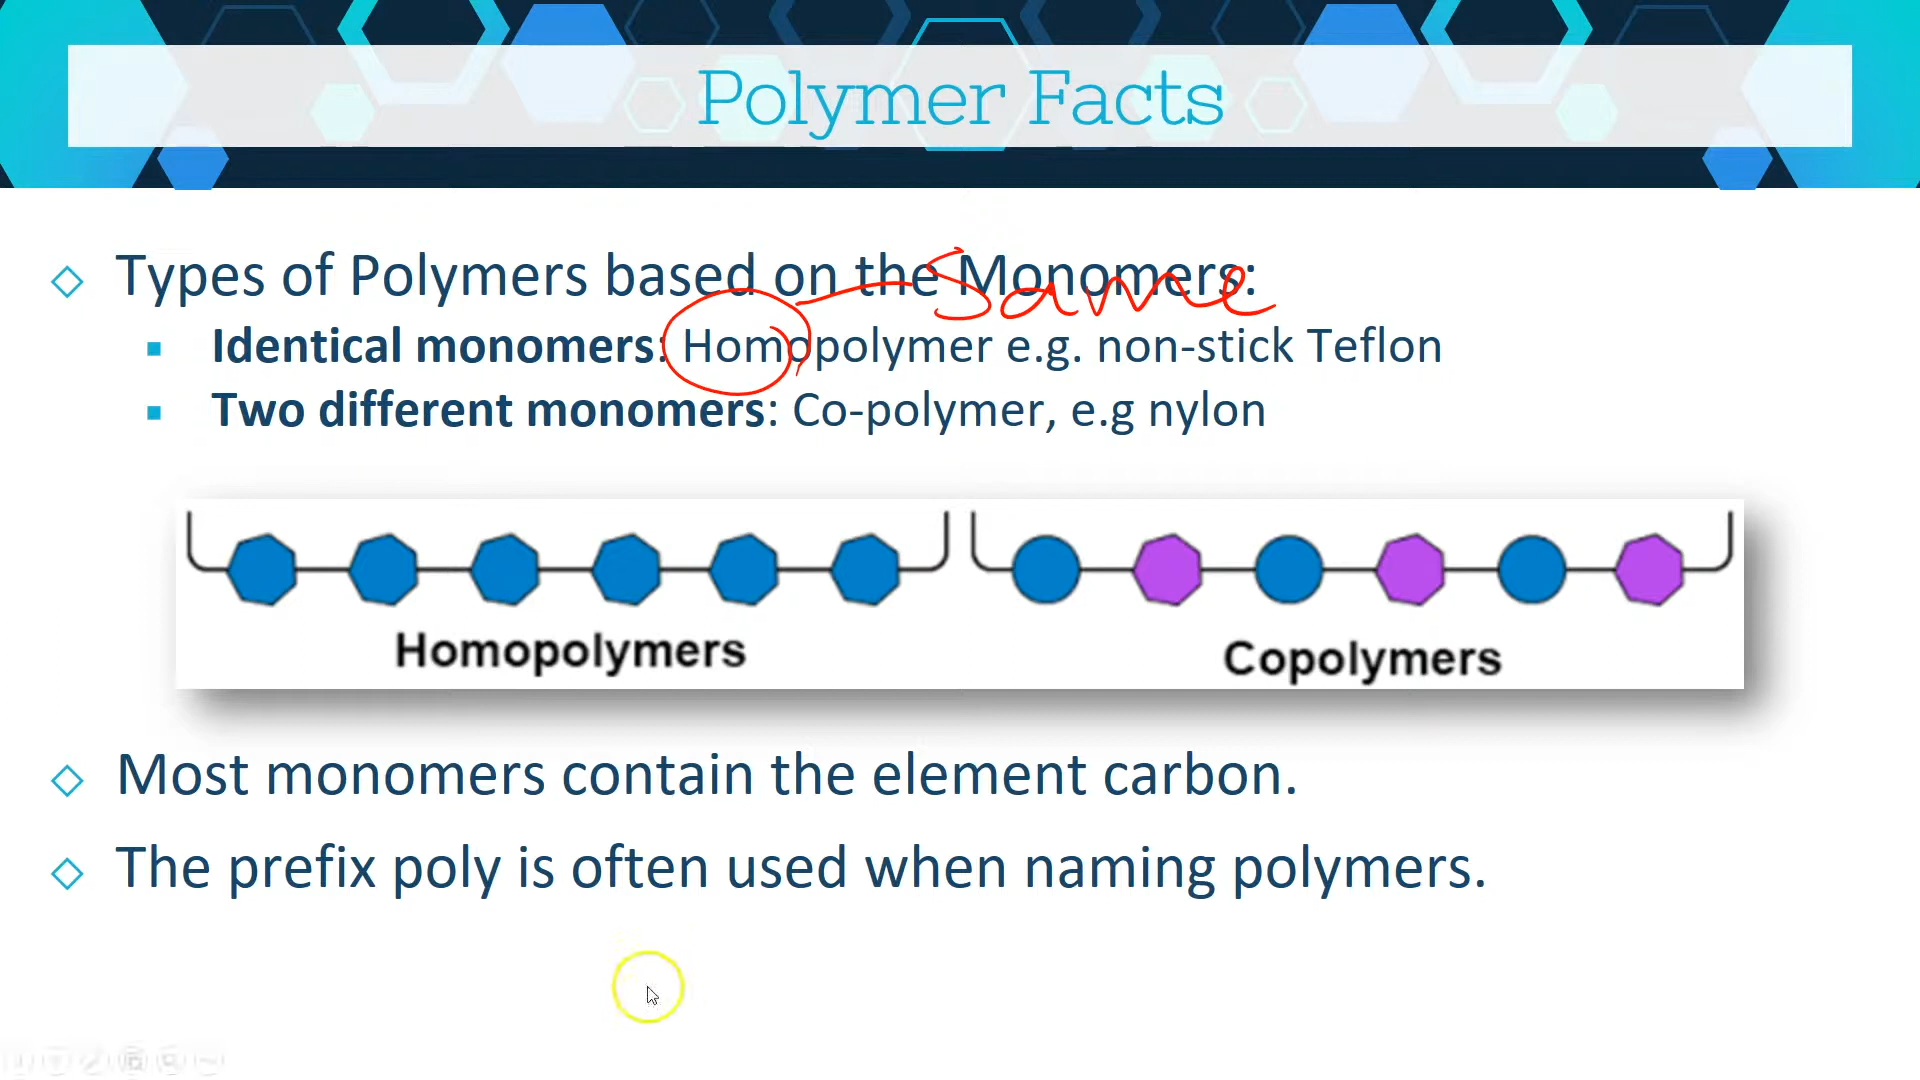 Polymer Facts
Types of Polymers based on the Monomers:
Same
Identical monomers: Homopolymer e.g. non-stick Teflon
Two different monomers: Co-polymer, e.g nylon
Homopolymers
Copolymers
Most monomers contain the element carbon.
The prefix poly is often used when naming polymers.